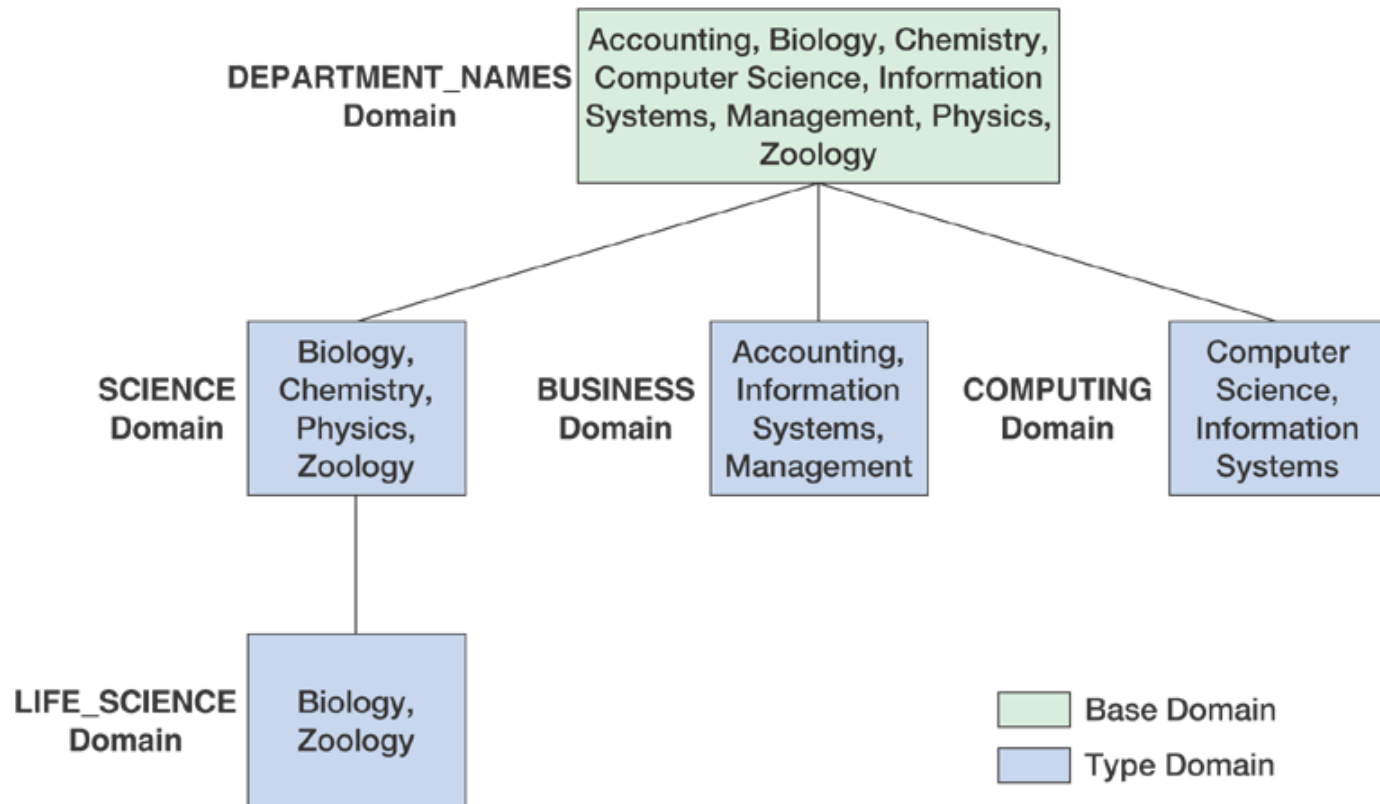 DEPARTMENT_NAMES
Domain
Accounting, Biology, Chemistry,
Computer Science, Information
Systems, Management, Physics,
Zoology
SCIENCE
Domain
Biology,
Chemistry,
Physics,
Zoology
BUSINESS
Domain
Accounting,
Information
Systems,
Management
COMPUTING
Domain
Computer
Science,
Information
Systems
LIFE_SCIENCE
Domain
Biology,
Zoology
Base Domain
Type Domain